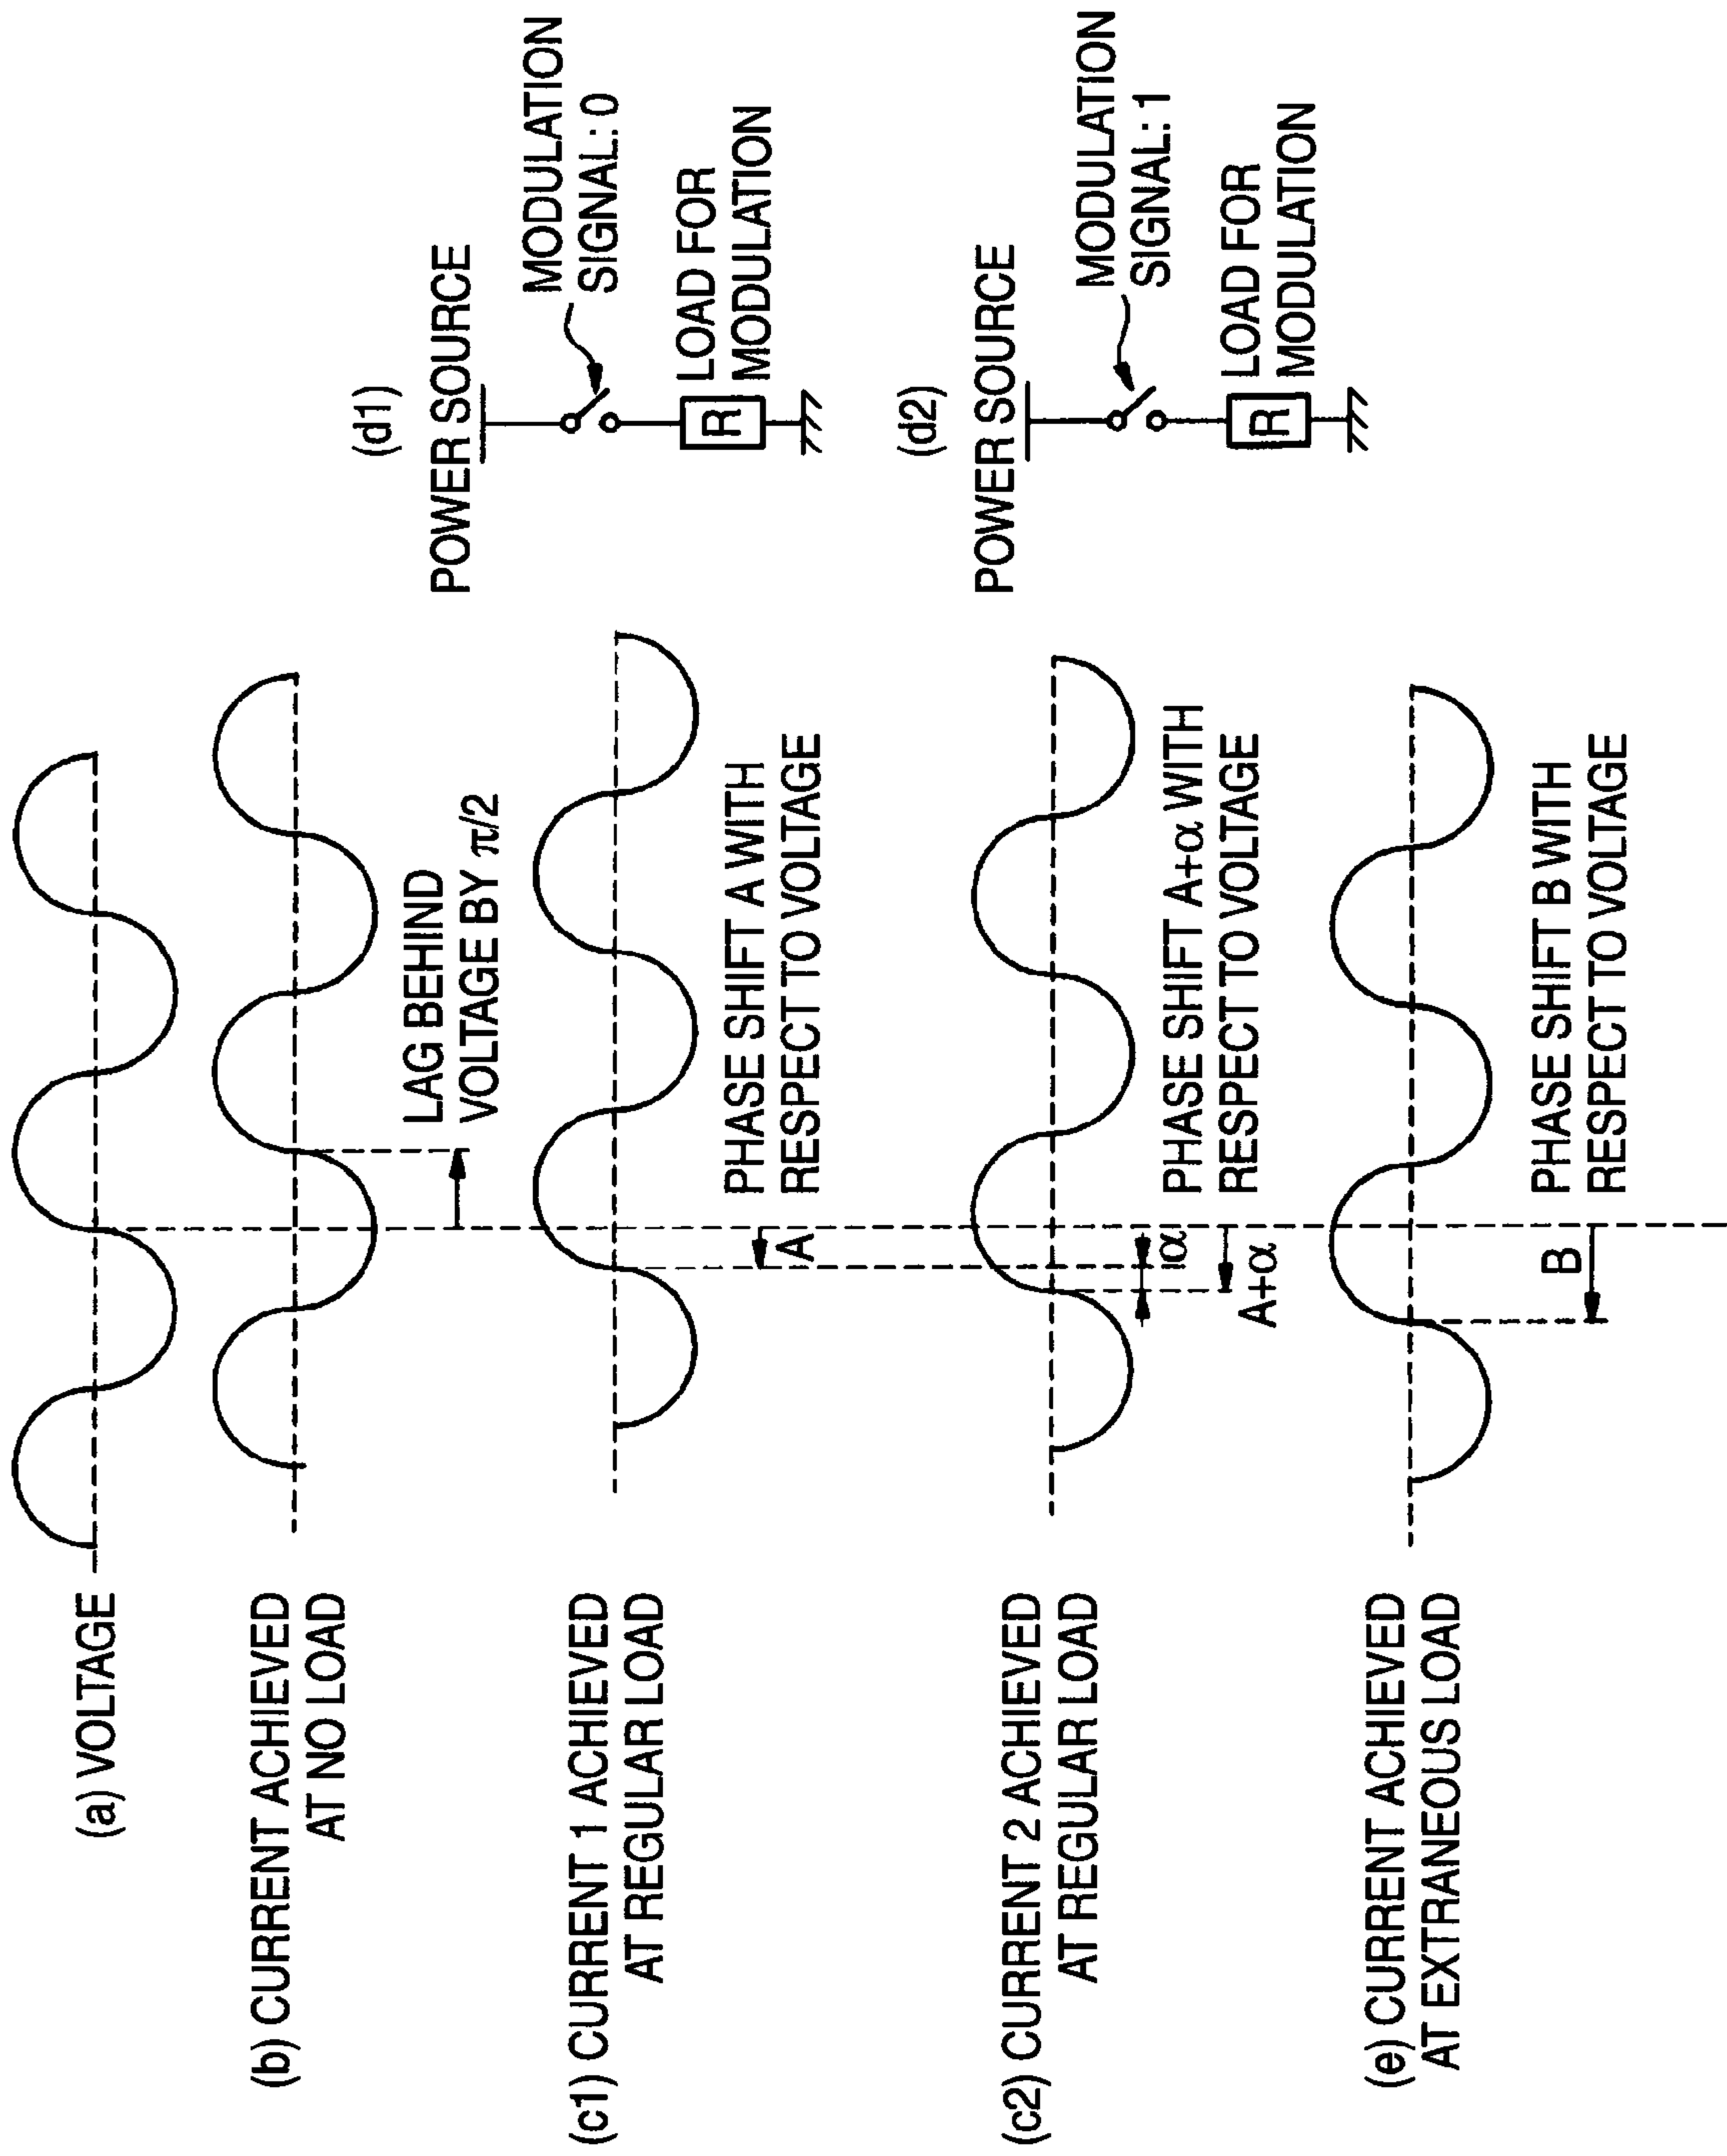 (a) VOLTAGE
(b) CURRENT ACHIEVED
AT NO LOAD
LAG BEHIND
VOLTAGE BY π/2
(c1) CURRENT 1 ACHIEVED
AT REGULAR LOAD
A
PHASE SHIFT A WITH
RESPECT TO VOLTAGE
(d1)
POWER SOURCE
MODULATION
SIGNAL: 0
R
LOAD FOR
MODULATION
(c2) CURRENT 2 ACHIEVED
AT REGULAR LOAD
α
A+α
PHASE SHIFT A+α WITH
RESPECT TO VOLTAGE
(d2)
POWER SOURCE
MODULATION
SIGNAL: 1
R
LOAD FOR
MODULATION
(e) CURRENT ACHIEVED
AT EXTRANEOUS LOAD
B
PHASE SHIFT B WITH
RESPECT TO VOLTAGE